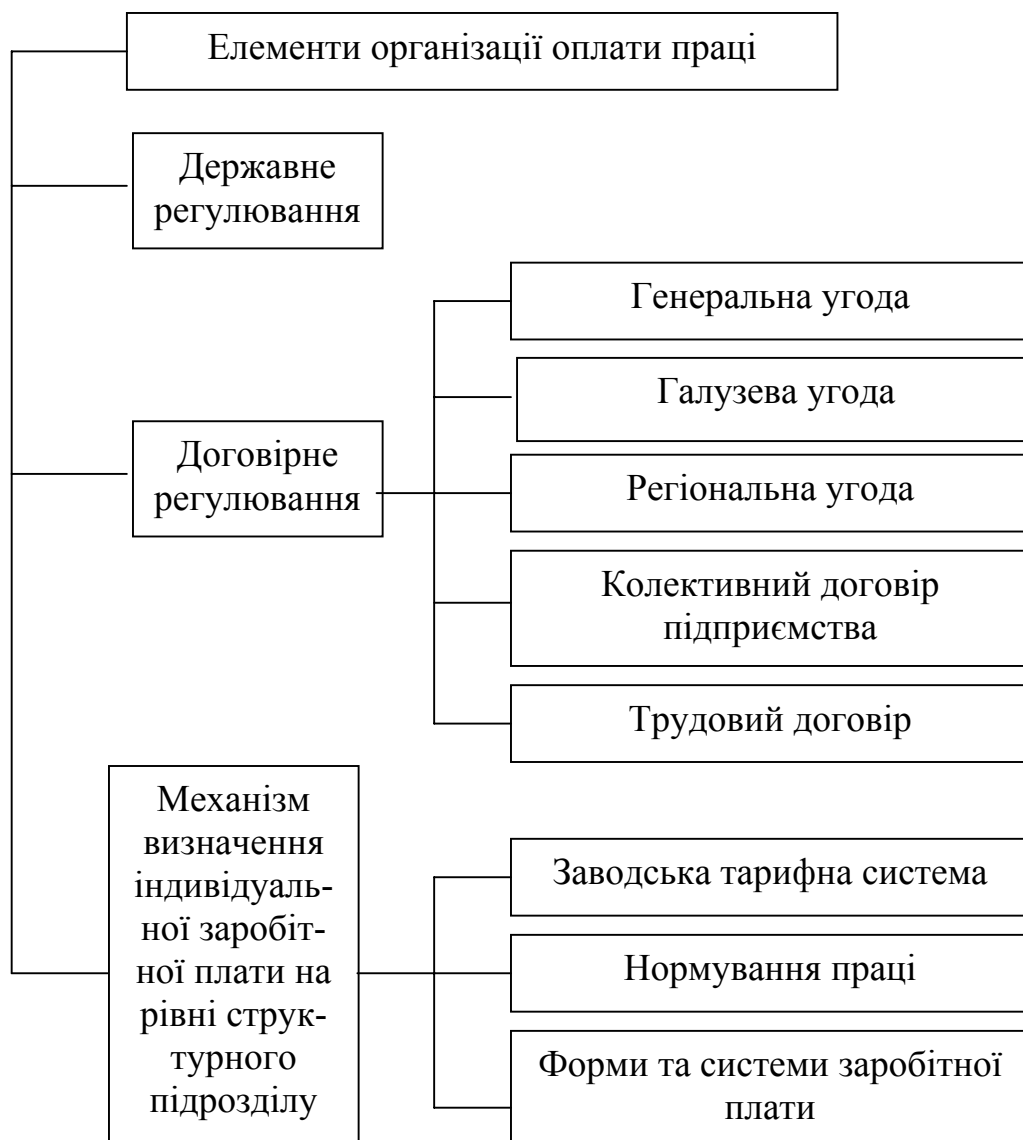 Елементи організації оплати праці
Державне
регулювання
Договірне
регулювання
Генеральна угода
Галузева угода
Регіональна угода
Колективний договір
підприємства
Трудовий договір
Механізм
визначення
індивідуаль-
ної заробіт-
ної плати на
рівні струк-
турного
підрозділу
Заводська тарифна система
Нормування праці
Форми та системи заробітної
плати